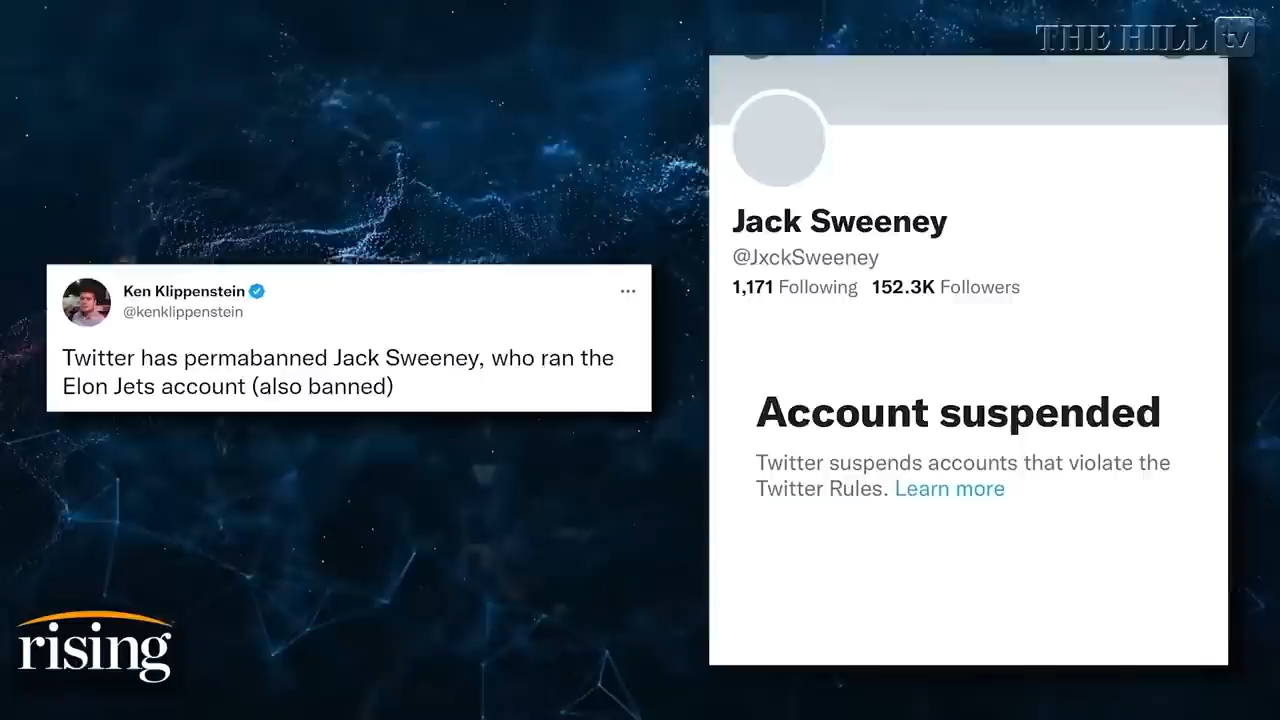 THE HILL tv
Ken Klippenstein
@kenklippenstein
Twitter has permabanned Jack Sweeney, who ran the
Elon Jets account (also banned)
Jack Sweeney
@JxckSweeney
1,171 Following 152.3K Followers
Account suspended
Twitter suspends accounts that violate the
Twitter Rules. Learn more
rising